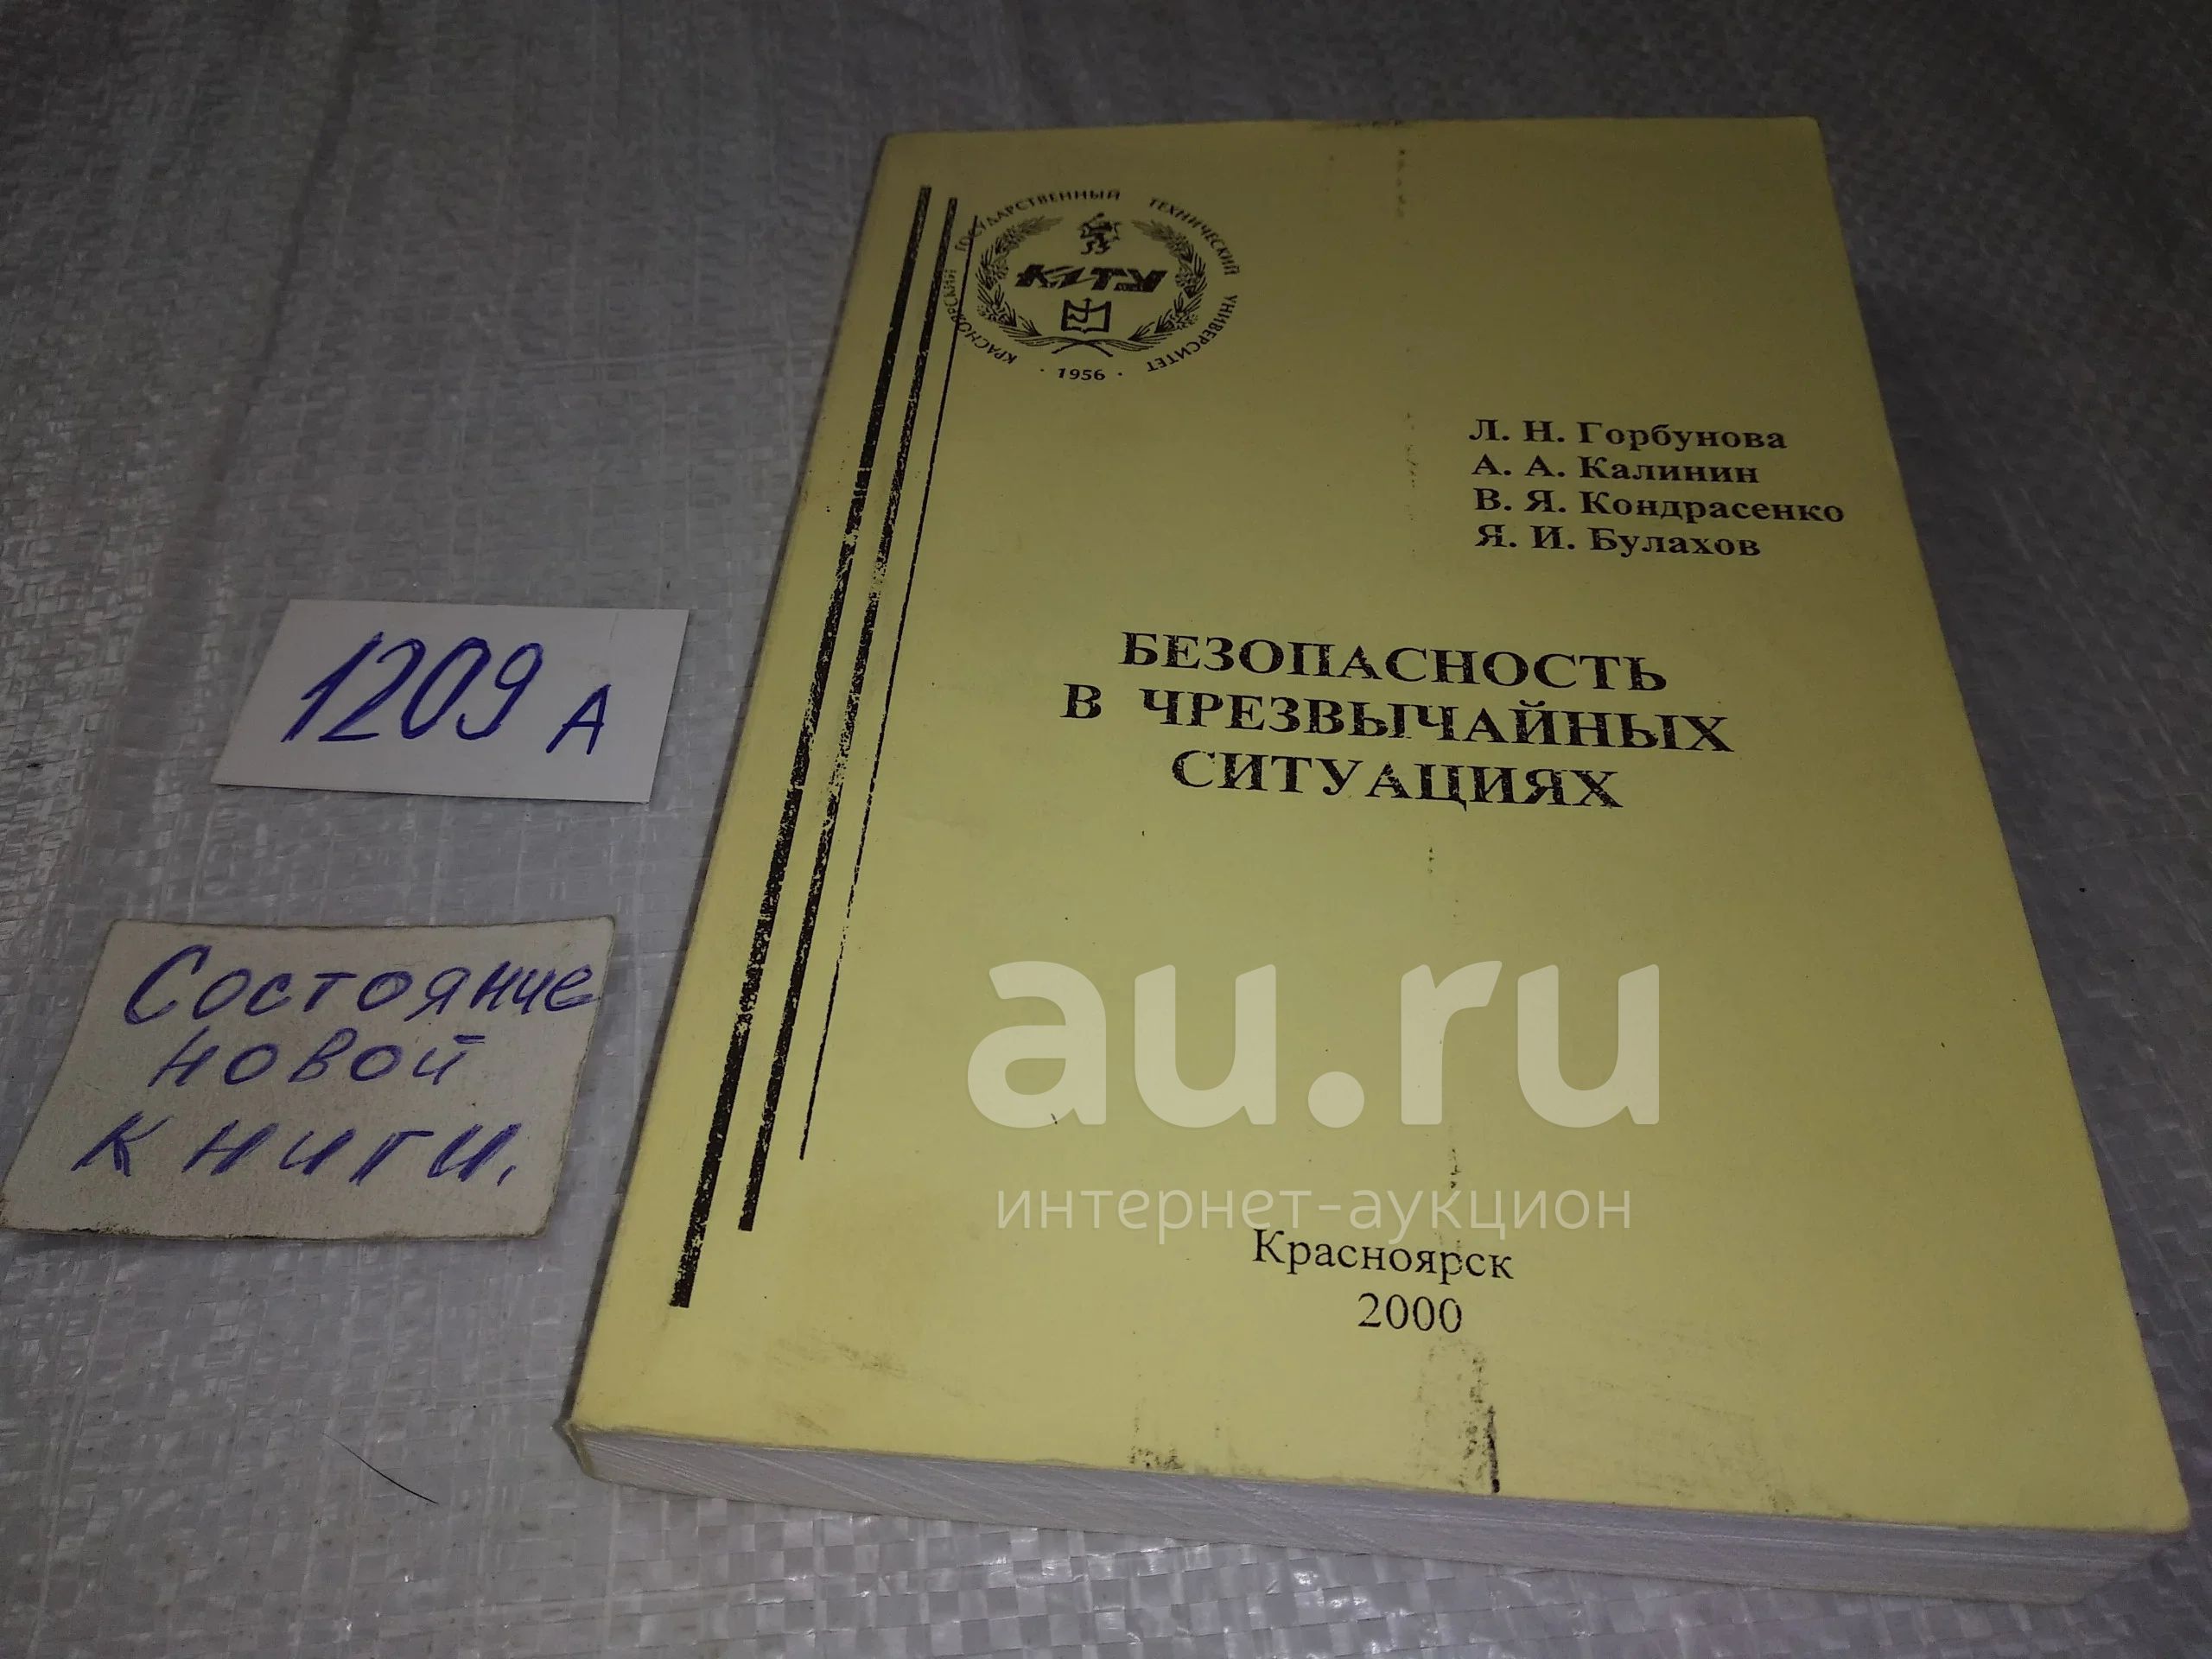 КРАСНОЯРСКИЙ ГОСУДАРСТВЕННЫЙ ТЕХНИЧЕСКИЙ УНИВЕРСИТЕТ
КГТУ
· 1956 ·
Л. Н. Горбунова
А. А. Калинин
В. Я. Кондрасенко
Я. И. Булахов
БЕЗОПАСНОСТЬ
В ЧРЕЗВЫЧАЙНЫХ
СИТУАЦИЯХ
1209 А
Состояние
новой
книги.
au.ru
интернет-аукцион
Красноярск
2000